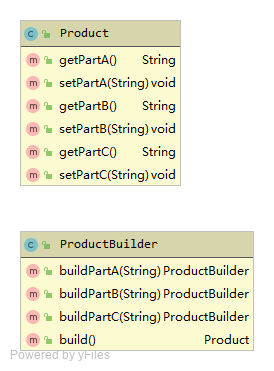 Product
getPartA() String
setPartA(String) void
getPartB() String
setPartB(String) void
getPartC() String
setPartC(String) void
ProductBuilder
buildPartA(String) ProductBuilder
buildPartB(String) ProductBuilder
buildPartC(String) ProductBuilder
build() Product
Powered by yFiles